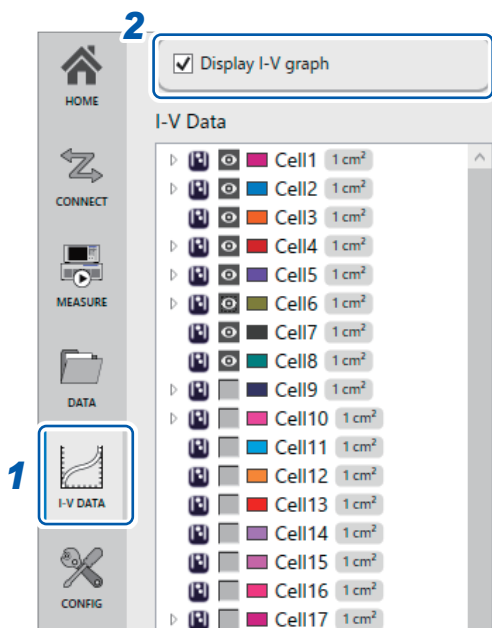 2
Display I-V graph
HOME
I-V Data
Cell1 1 cm²
Cell2 1 cm²
CONNECT
Cell3 1 cm²
Cell4 1 cm²
Cell5 1 cm²
MEASURE
Cell6 1 cm²
Cell7 1 cm²
Cell8 1 cm²
Cell9 1 cm²
DATA
Cell10 1 cm²
Cell11 1 cm²
1
Cell12 1 cm²
I-V DATA
Cell13 1 cm²
Cell14 1 cm²
Cell15 1 cm²
CONFIG
Cell16 1 cm²
Cell17 1 cm²